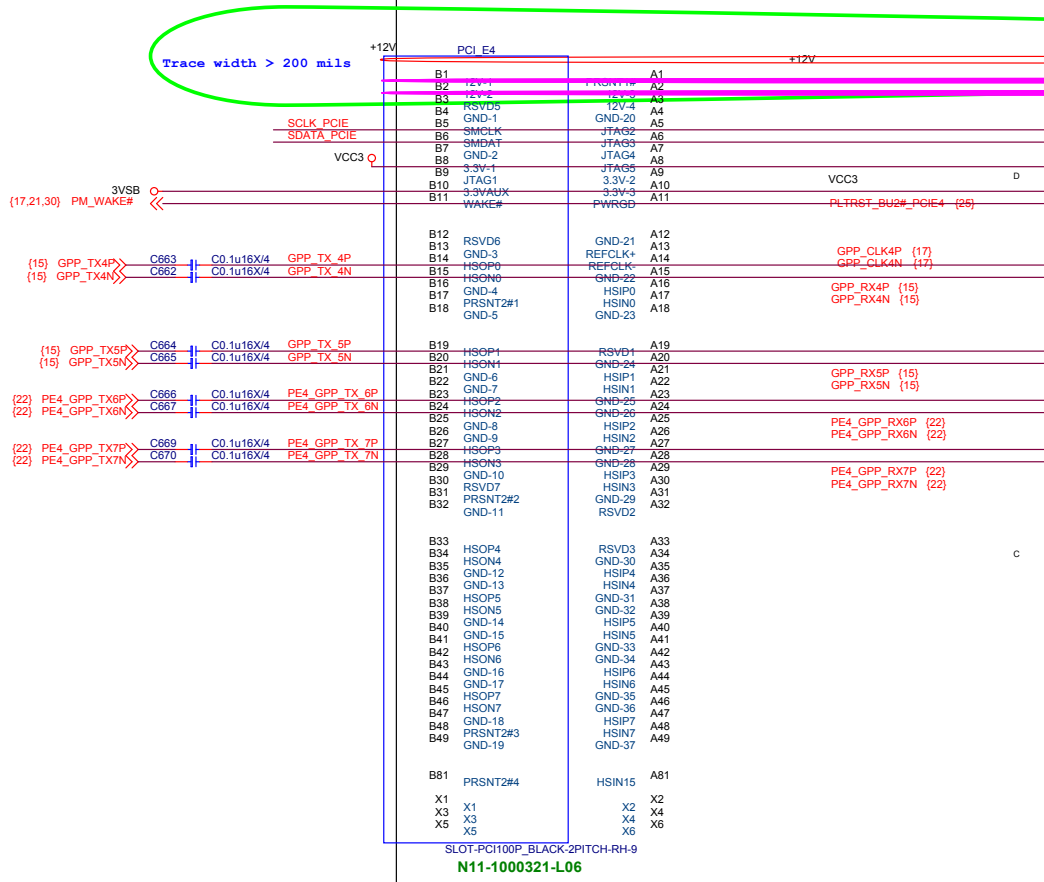 +12V PCI_E4 +12V
Trace width > 200 mils
B1 12V-1 PRSNT1# A1
B2 12V-2 12V-3 A2
B3 RSVD5 12V-4 A3
B4 GND-1 GND-20 A4
SCLK_PCIE B5 SMCLK JTAG2 A5
SDATA_PCIE B6 SMDAT JTAG3 A6
B7 GND-2 JTAG4 A7
VCC3 B8 3.3V-1 JTAG5 A8
B9 JTAG1 3.3V-2 A9 VCC3 D
3VSB B10 3.3VAUX 3.3V-3 A10
{17,21,30} PM_WAKE# B11 WAKE# PWRGD A11 PLTRST_BU2#_PCIE4 {25}
B12 RSVD6 GND-21 A12
B13 GND-3 REFCLK+ A13 GPP_CLK4P {17}
{15} GPP_TX4P C663 C0.1u16X/4 GPP_TX_4P B14 HSOP0 REFCLK- A14 GPP_CLK4N {17}
{15} GPP_TX4N C662 C0.1u16X/4 GPP_TX_4N B15 HSON0 GND-22 A15
B16 GND-4 HSIP0 A16 GPP_RX4P {15}
B17 PRSNT2#1 HSIN0 A17 GPP_RX4N {15}
B18 GND-5 GND-23 A18
{15} GPP_TX5P C664 C0.1u16X/4 GPP_TX_5P B19 HSOP1 RSVD1 A19
{15} GPP_TX5N C665 C0.1u16X/4 GPP_TX_5N B20 HSON1 GND-24 A20
B21 GND-6 HSIP1 A21 GPP_RX5P {15}
B22 GND-7 HSIN1 A22 GPP_RX5N {15}
{22} PE4_GPP_TX6P C666 C0.1u16X/4 PE4_GPP_TX_6P B23 HSOP2 GND-25 A23
{22} PE4_GPP_TX6N C667 C0.1u16X/4 PE4_GPP_TX_6N B24 HSON2 GND-26 A24
B25 GND-8 HSIP2 A25 PE4_GPP_RX6P {22}
B26 GND-9 HSIN2 A26 PE4_GPP_RX6N {22}
{22} PE4_GPP_TX7P C669 C0.1u16X/4 PE4_GPP_TX_7P B27 HSOP3 GND-27 A27
{22} PE4_GPP_TX7N C670 C0.1u16X/4 PE4_GPP_TX_7N B28 HSON3 GND-28 A28
B29 GND-10 HSIP3 A29 PE4_GPP_RX7P {22}
B30 RSVD7 HSIN3 A30 PE4_GPP_RX7N {22}
B31 PRSNT2#2 GND-29 A31
B32 GND-11 RSVD2 A32
B33 HSOP4 RSVD3 A33
B34 HSON4 GND-30 A34 C
B35 GND-12 HSIP4 A35
B36 GND-13 HSIN4 A36
B37 HSOP5 GND-31 A37
B38 HSON5 GND-32 A38
B39 GND-14 HSIP5 A39
B40 GND-15 HSIN5 A40
B41 HSOP6 GND-33 A41
B42 HSON6 GND-34 A42
B43 GND-16 HSIP6 A43
B44 GND-17 HSIN6 A44
B45 HSOP7 GND-35 A45
B46 HSON7 GND-36 A46
B47 GND-18 HSIP7 A47
B48 PRSNT2#3 HSIN7 A48
B49 GND-19 GND-37 A49
B81 PRSNT2#4 HSIN15 A81
X1 X1 X2 X2
X3 X3 X4 X4
X5 X5 X6 X6
SLOT-PCI100P_BLACK-2PITCH-RH-9
N11-1000321-L06